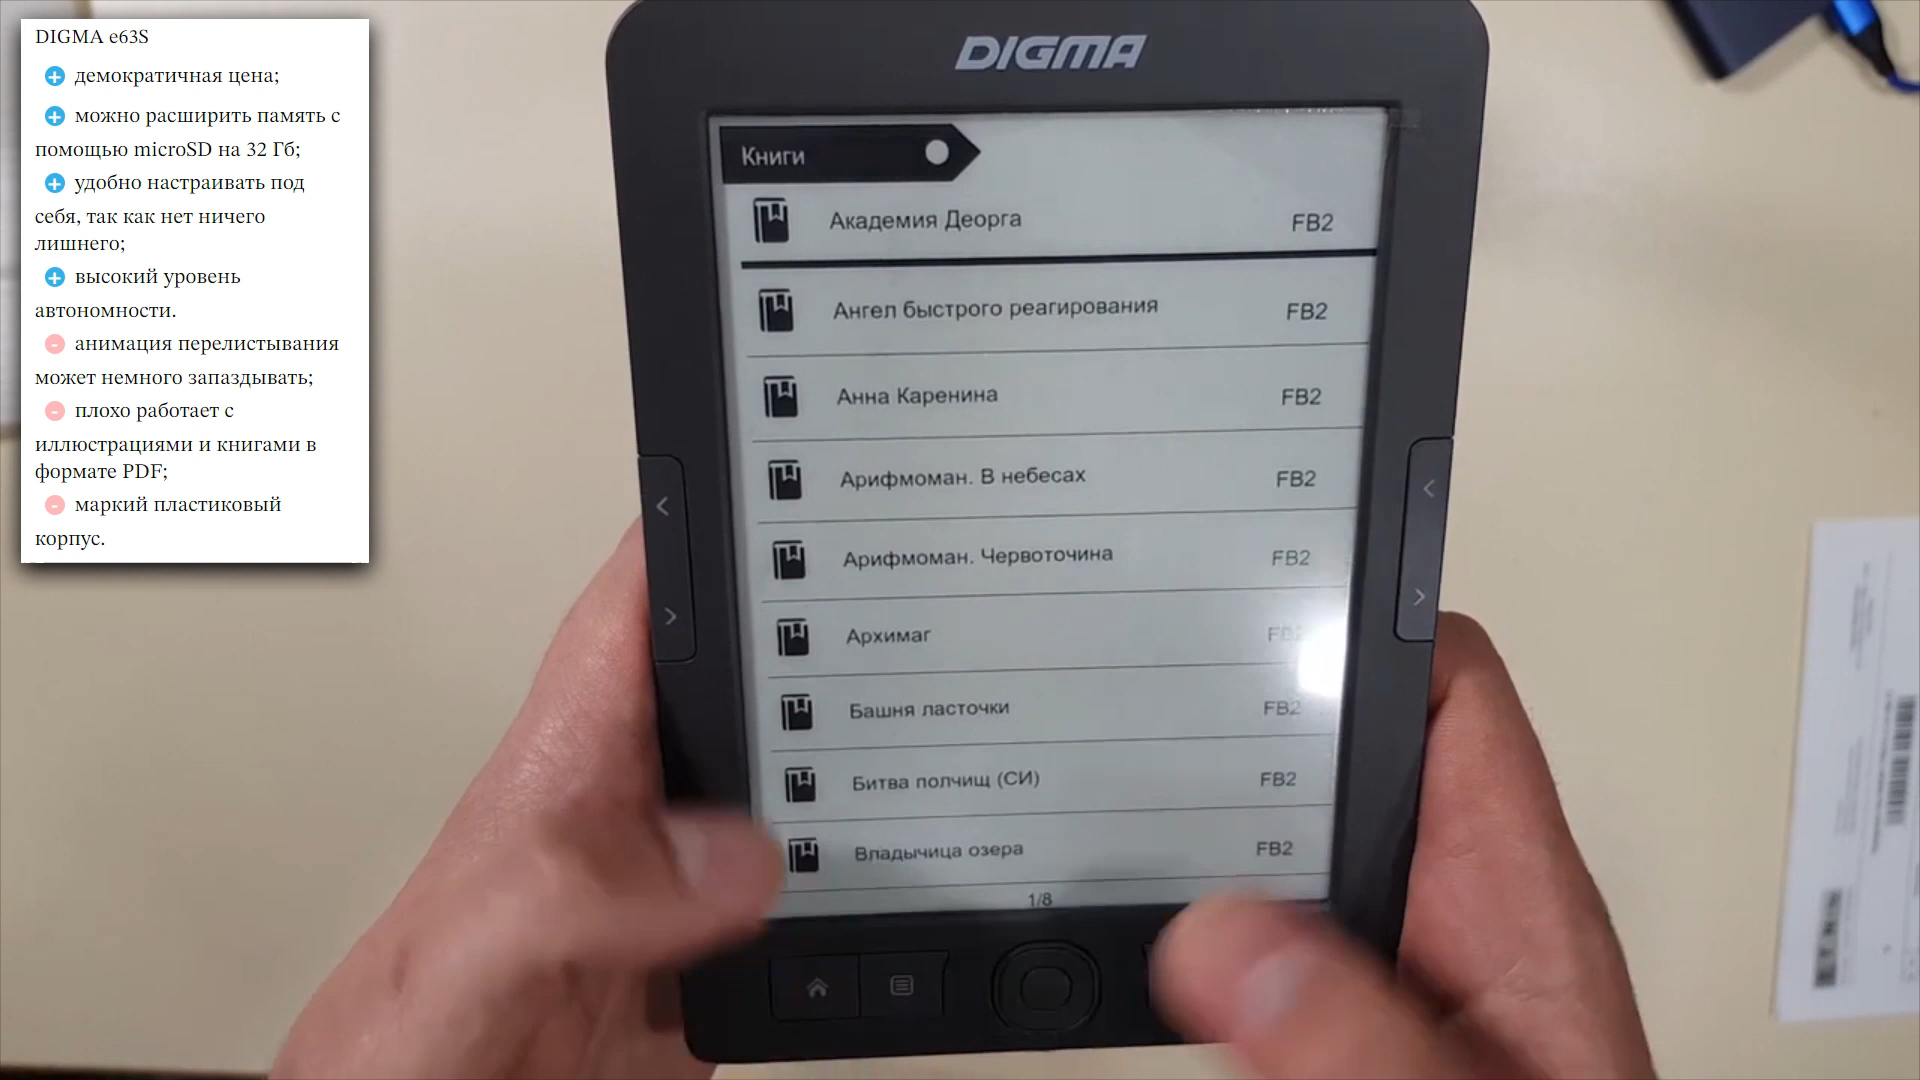 DIGMA e63S
+ демократичная цена;
+ можно расширить память с
помощью microSD на 32 Гб;
+ удобно настраивать под
себя, так как нет ничего
лишнего;
+ высокий уровень
автономности.
- анимация перелистывания
может немного запаздывать;
- плохо работает с
иллюстрациями и книгами в
формате PDF;
- маркий пластиковый
корпус.
DIGMA
Книги
Академия Деорга FB2
Ангел быстрого реагирования FB2
Анна Каренина FB2
Арифмоман. В небесах FB2
Арифмоман. Червоточина FB2
Архимаг FB2
Башня ласточки FB2
Битва полчищ (СИ) FB2
Владычица озера FB2
1/8